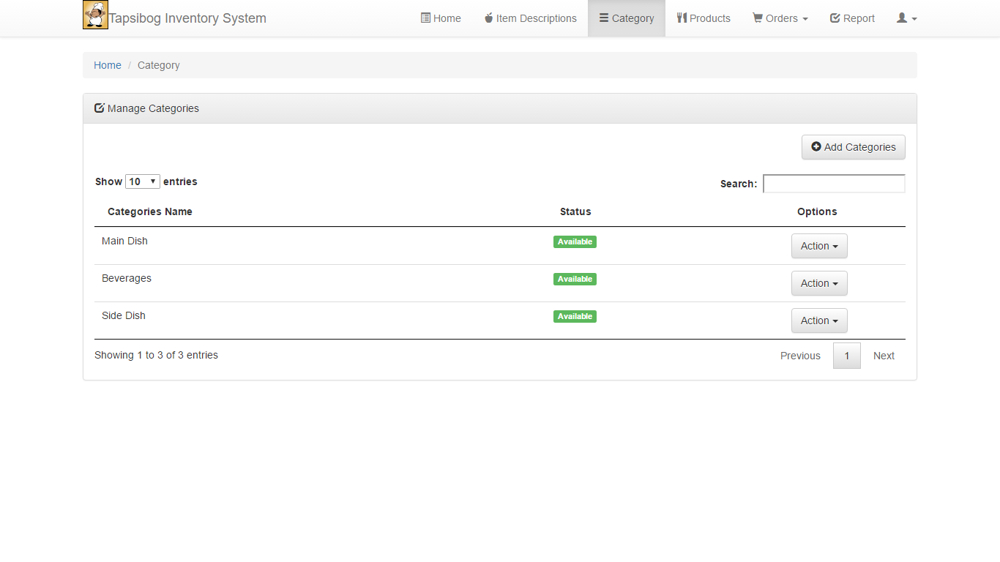 Tapsibog Inventory System Home Item Descriptions Category Products Orders Report
Home / Category
Manage Categories
Add Categories
Show 10 entries Search:
Categories Name Status Options
Main Dish Available Action
Beverages Available Action
Side Dish Available Action
Showing 1 to 3 of 3 entries Previous 1 Next